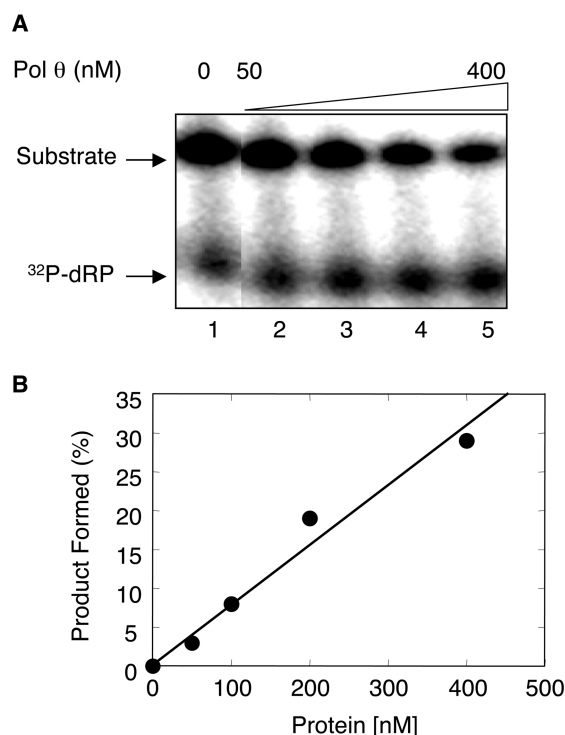 A
Pol θ (nM) 0 50 400
Substrate
³²P-dRP
1 2 3 4 5
B
35
30
25
20
15
10
5
0
0 100 200 300 400 500
Product Formed (%)
Protein [nM]